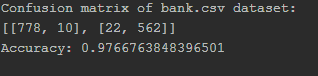 Confusion matrix of bank.csv dataset:
[[778, 10], [22, 562]]
Accuracy: 0.9766763848396501